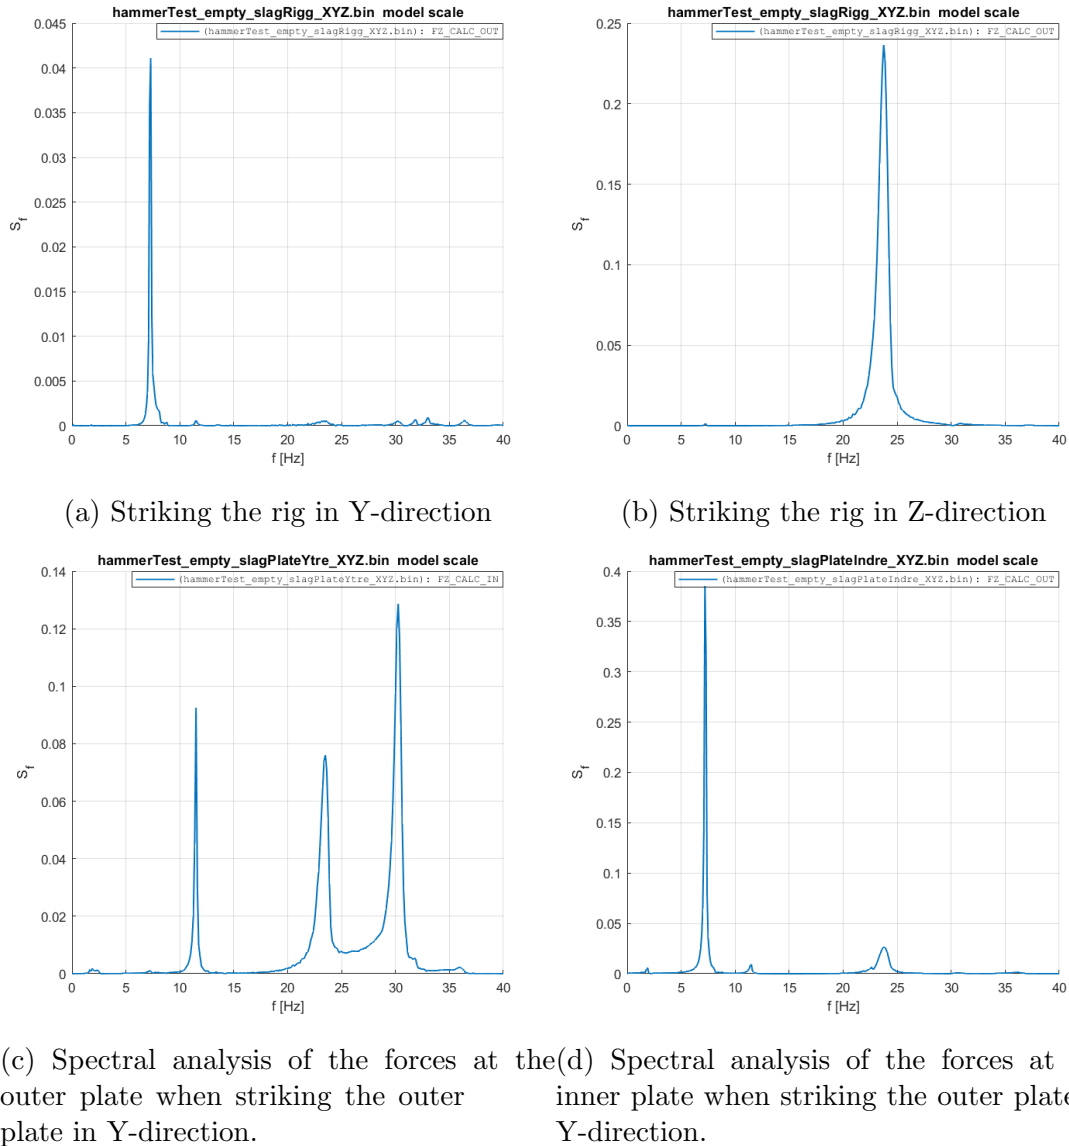 hammerTest_empty_slagRigg_XYZ.bin  model scale
(hammerTest_empty_slagRigg_XYZ.bin): FZ_CALC_OUT
0.045
0.04
0.035
0.03
0.025
0.02
0.015
0.01
0.005
0
S_f
0 5 10 15 20 25 30 35 40
f [Hz]
(a) Striking the rig in Y-direction
hammerTest_empty_slagRigg_XYZ.bin  model scale
(hammerTest_empty_slagRigg_XYZ.bin): FZ_CALC_OUT
0.25
0.2
0.15
0.1
0.05
0
S_f
0 5 10 15 20 25 30 35 40
f [Hz]
(b) Striking the rig in Z-direction
hammerTest_empty_slagPlateYtre_XYZ.bin  model scale
(hammerTest_empty_slagPlateYtre_XYZ.bin): FZ_CALC_IN
0.14
0.12
0.1
0.08
0.06
0.04
0.02
0
S_f
0 5 10 15 20 25 30 35 40
f [Hz]
(c) Spectral analysis of the forces at the
outer plate when striking the outer
plate in Y-direction.
hammerTest_empty_slagPlateIndre_XYZ.bin  model scale
(hammerTest_empty_slagPlateIndre_XYZ.bin): FZ_CALC_OUT
0.4
0.35
0.3
0.25
0.2
0.15
0.1
0.05
0
S_f
0 5 10 15 20 25 30 35 40
f [Hz]
(d) Spectral analysis of the forces at
inner plate when striking the outer plate
Y-direction.